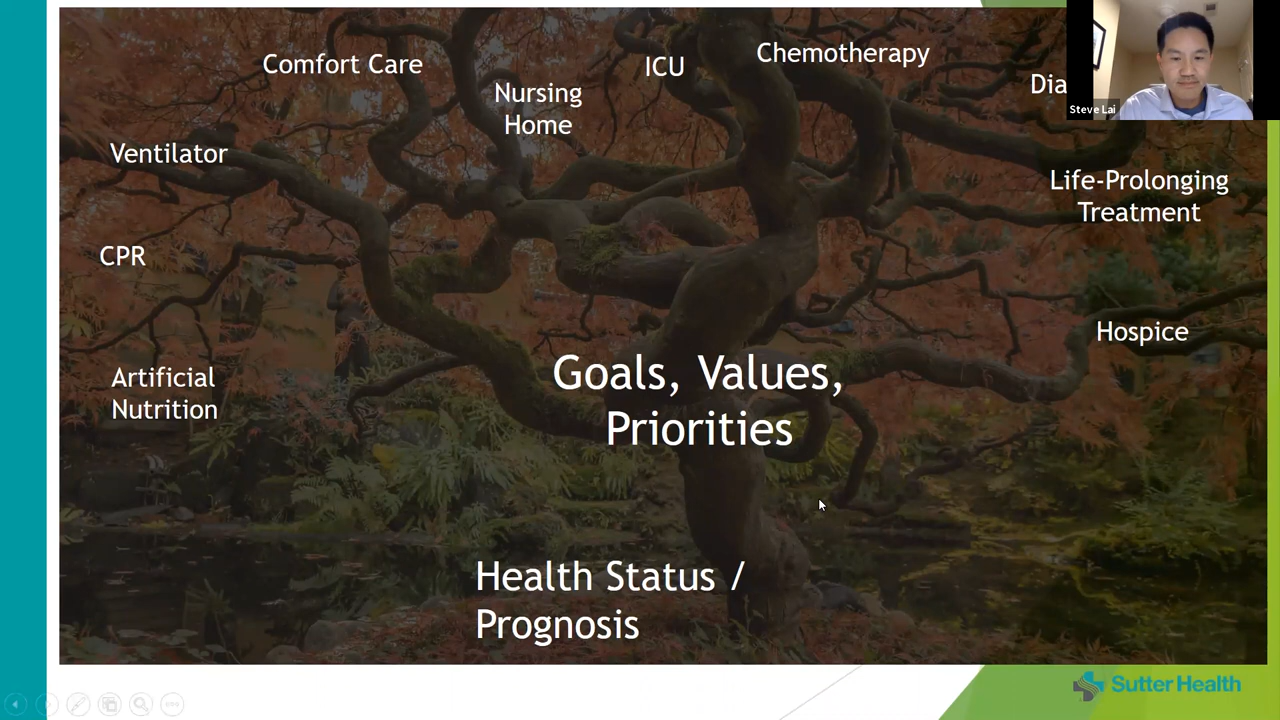 Comfort Care
ICU
Chemotherapy
Nursing
Home
Dia
Steve Lai
Ventilator
Life-Prolonging
Treatment
CPR
Hospice
Artificial
Nutrition
Goals, Values,
Priorities
Health Status /
Prognosis
Sutter Health